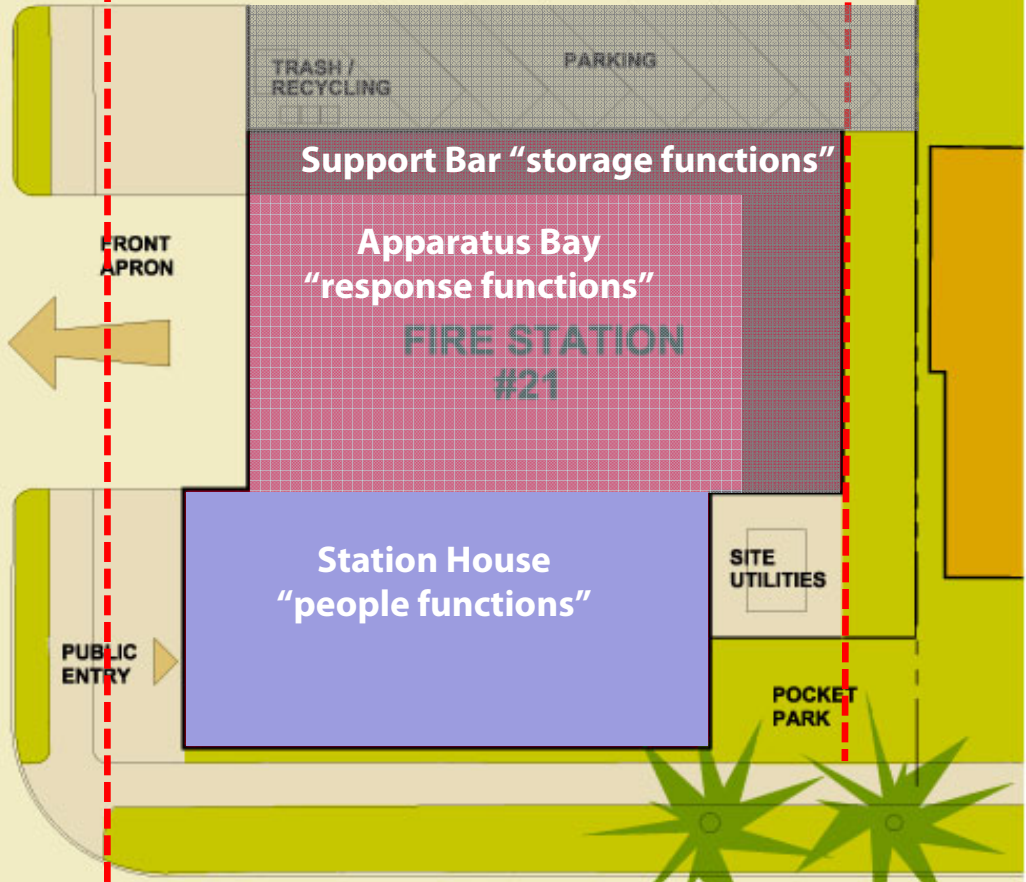 TRASH /
RECYCLING
PARKING
Support Bar “storage functions”
FRONT
APRON
Apparatus Bay
“response functions”
FIRE STATION
#21
Station House
“people functions”
SITE
UTILITIES
PUBLIC
ENTRY
POCKET
PARK